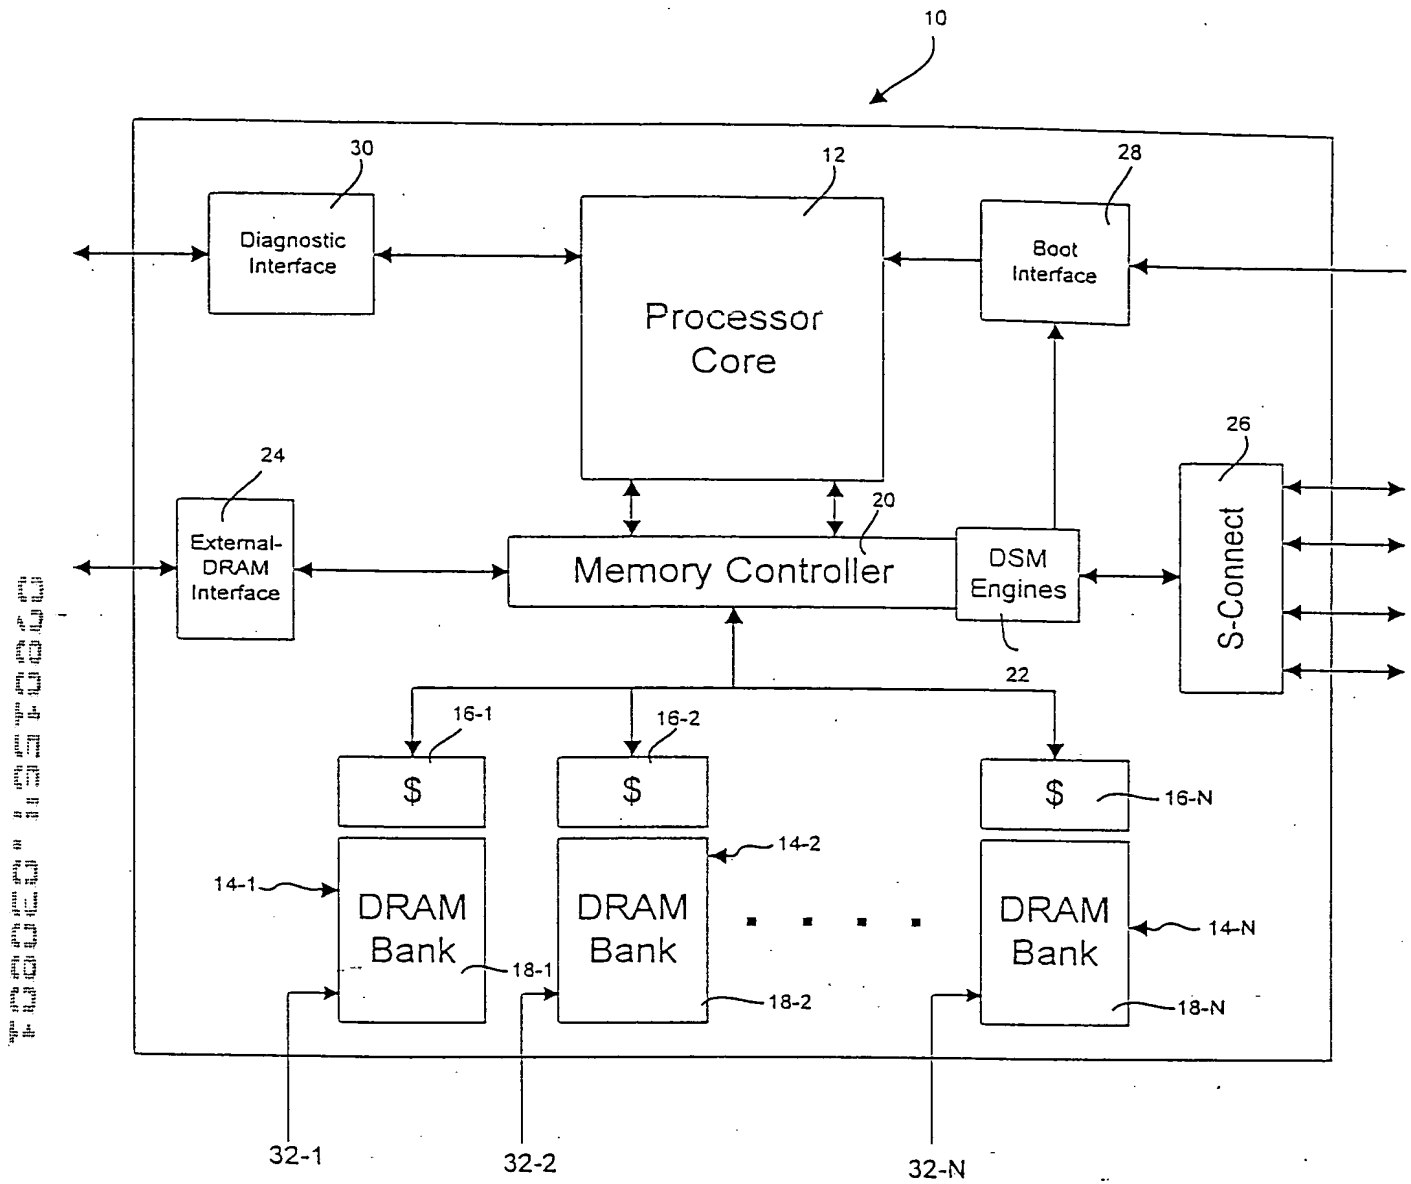 10
30
12
28
Diagnostic
Interface
Boot
Interface
Processor
Core
24
20
26
External-
DRAM
Interface
Memory Controller
DSM
Engines
S-Connect
22
16-1
16-2
$
$
$
16-N
14-1
14-2
14-N
DRAM
Bank
DRAM
Bank
. . . .
DRAM
Bank
18-1
18-2
18-N
32-1
32-2
32-N